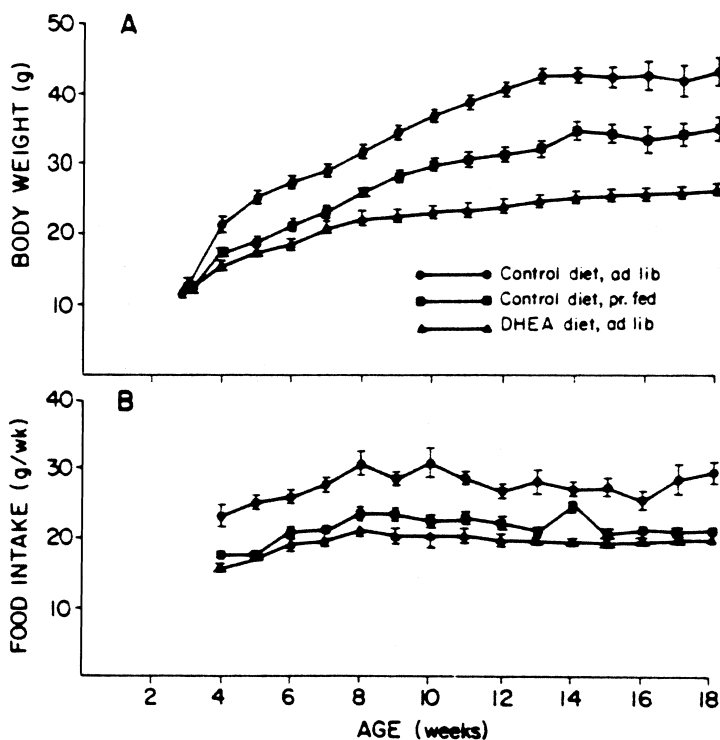 A
BODY WEIGHT (g)
50
40
30
20
10
Control diet, ad lib
Control diet, pr. fed
DHEA diet, ad lib
B
FOOD INTAKE (g/wk)
40
30
20
10
2 4 6 8 10 12 14 16 18
AGE (weeks)